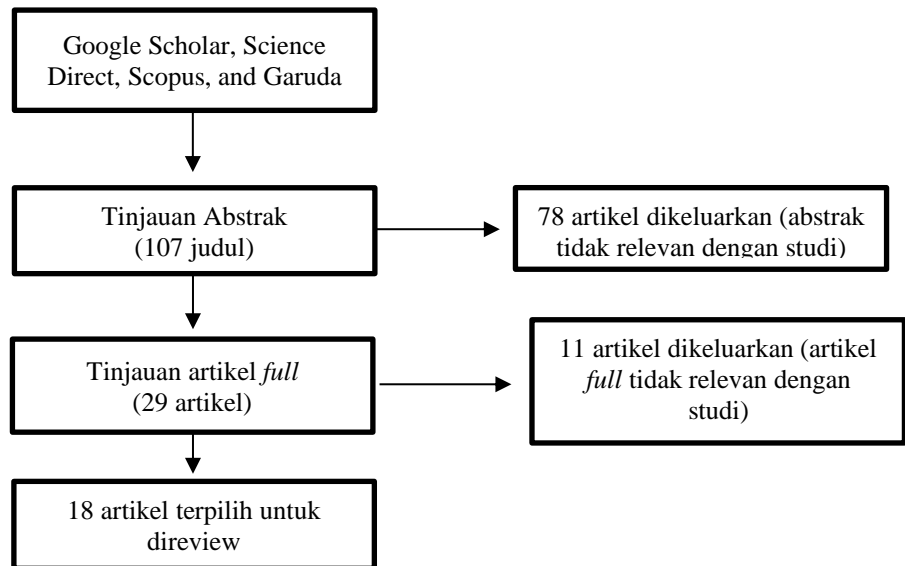 Google Scholar, Science
Direct, Scopus, and Garuda
Tinjauan Abstrak
(107 judul)
78 artikel dikeluarkan (abstrak
tidak relevan dengan studi)
Tinjauan artikel full
(29 artikel)
11 artikel dikeluarkan (artikel
full tidak relevan dengan
studi)
18 artikel terpilih untuk
direview